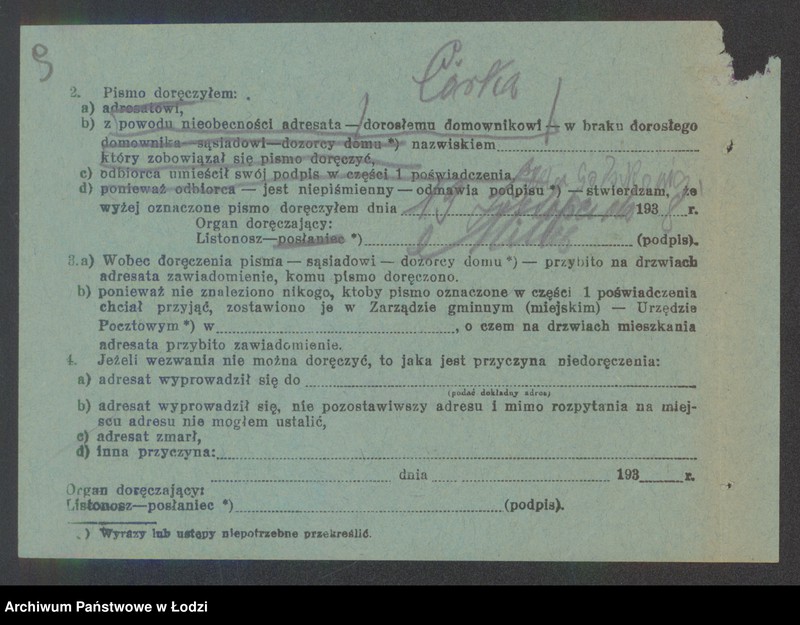 9
Córka
2. Pismo doręczyłem:
a) adresatowi,
b) z powodu nieobecności adresata — dorosłemu domownikowi — w braku dorosłego
domownika — sąsiadowi — dozorcy domu *) nazwiskiem
który zobowiązał się pismo doręczyć,
c) odbiorca umieścił swój podpis w części 1 poświadczenia,
d) ponieważ odbiorca — jest niepiśmienny — odmawia podpisu *) — stwierdzam, że
wyżej oznaczone pismo doręczyłem dnia 13 193 8 r.
Organ doręczający:
Listonosz—posłaniec *) (podpis).
3. a) Wobec doręczenia pisma — sąsiadowi — dozorcy domu *) — przybito na drzwiach
adresata zawiadomienie, komu pismo doręczono.
b) ponieważ nie znaleziono nikogo, ktoby pismo oznaczone w części 1 poświadczenia
chciał przyjąć, zostawiono je w Zarządzie gminnym (miejskim) — Urzędzie
Pocztowym *) w , o czem na drzwiach mieszkania
adresata przybito zawiadomienie.
4. Jeżeli wezwania nie można doręczyć, to jaka jest przyczyna niedoręczenia:
a) adresat wyprowadził się do
(podać dokładny adres)
b) adresat wyprowadził się, nie pozostawiwszy adresu i mimo rozpytania na miej-
scu adresu nie mogłem ustalić,
c) adresat zmarł,
d) inna przyczyna:
dnia 193 r.
Organ doręczający:
Listonosz—posłaniec *) (podpis).
*) Wyrazy lub ustępy niepotrzebne przekreślić.
Archiwum Państwowe w Łodzi